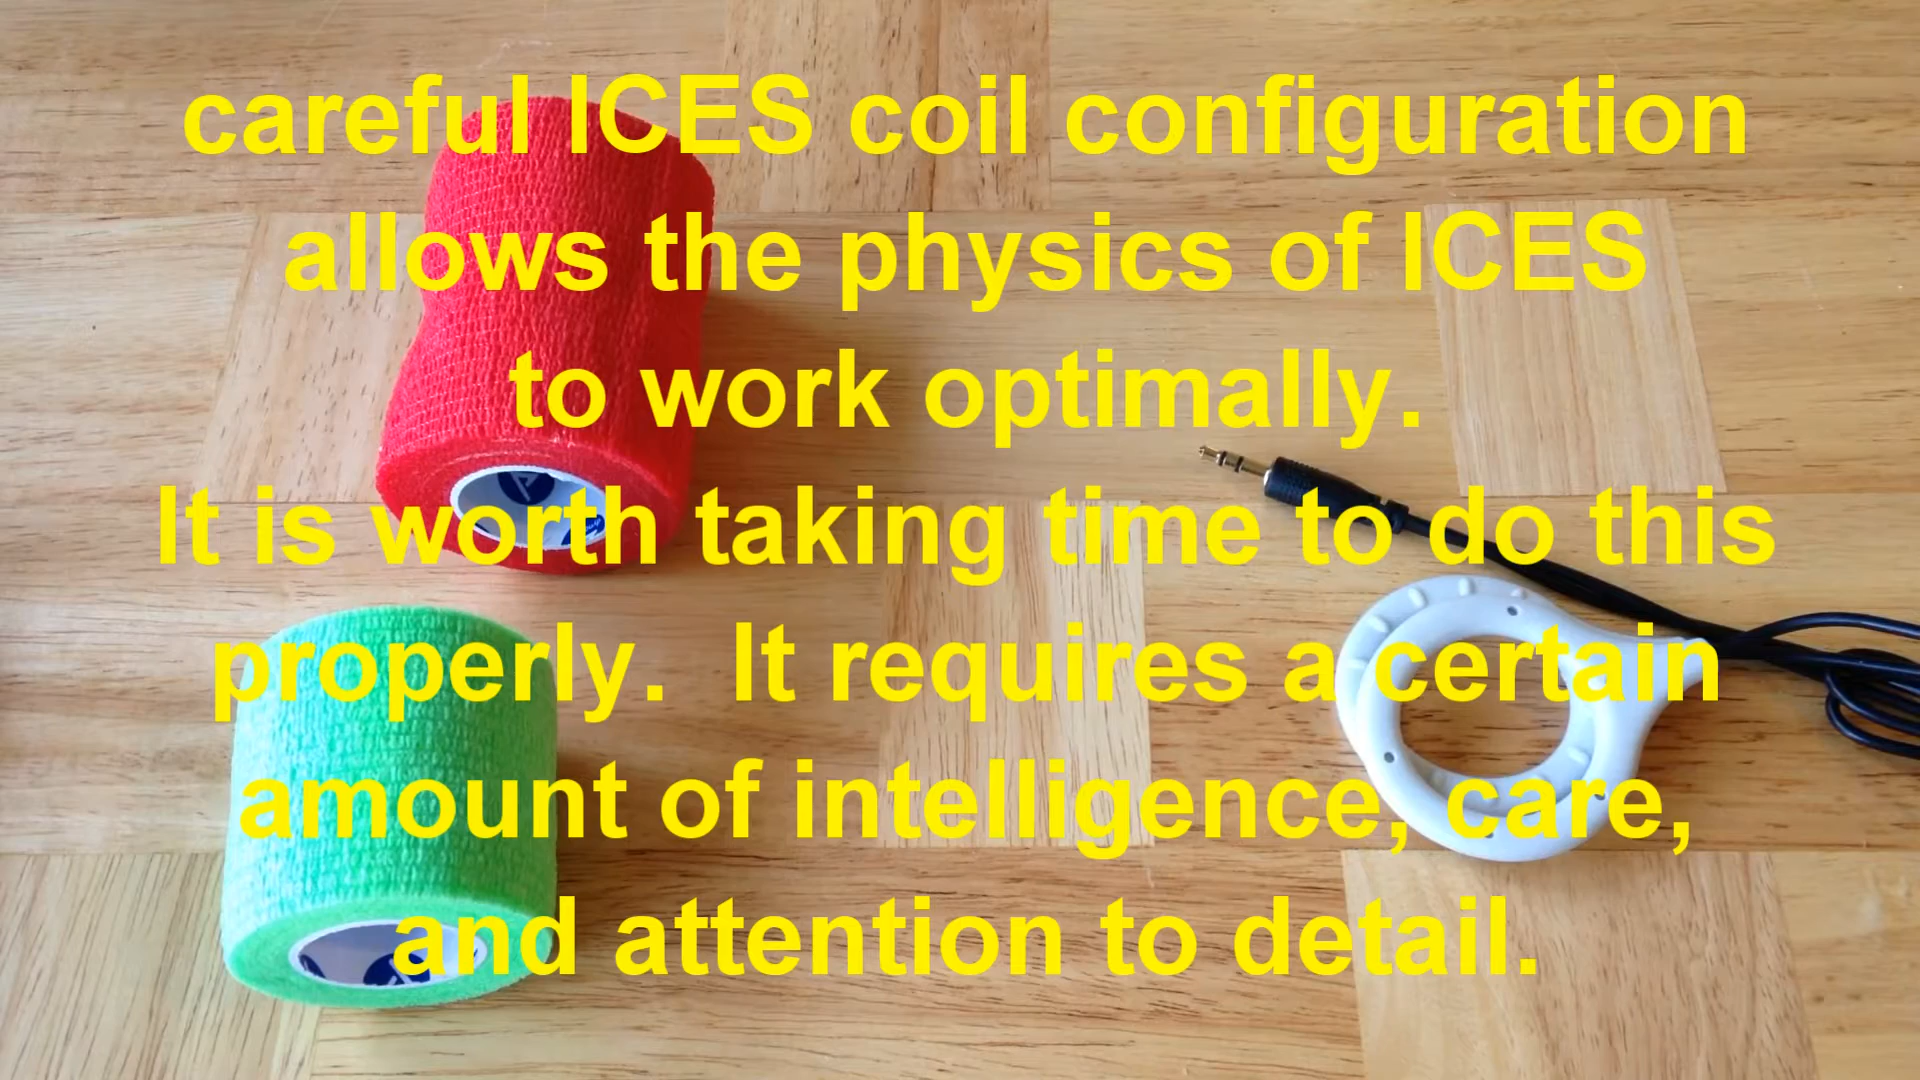 careful ICES coil configuration
allows the physics of ICES
to work optimally.
It is worth taking time to do this
properly.  It requires a certain
amount of intelligence, care,
and attention to detail.